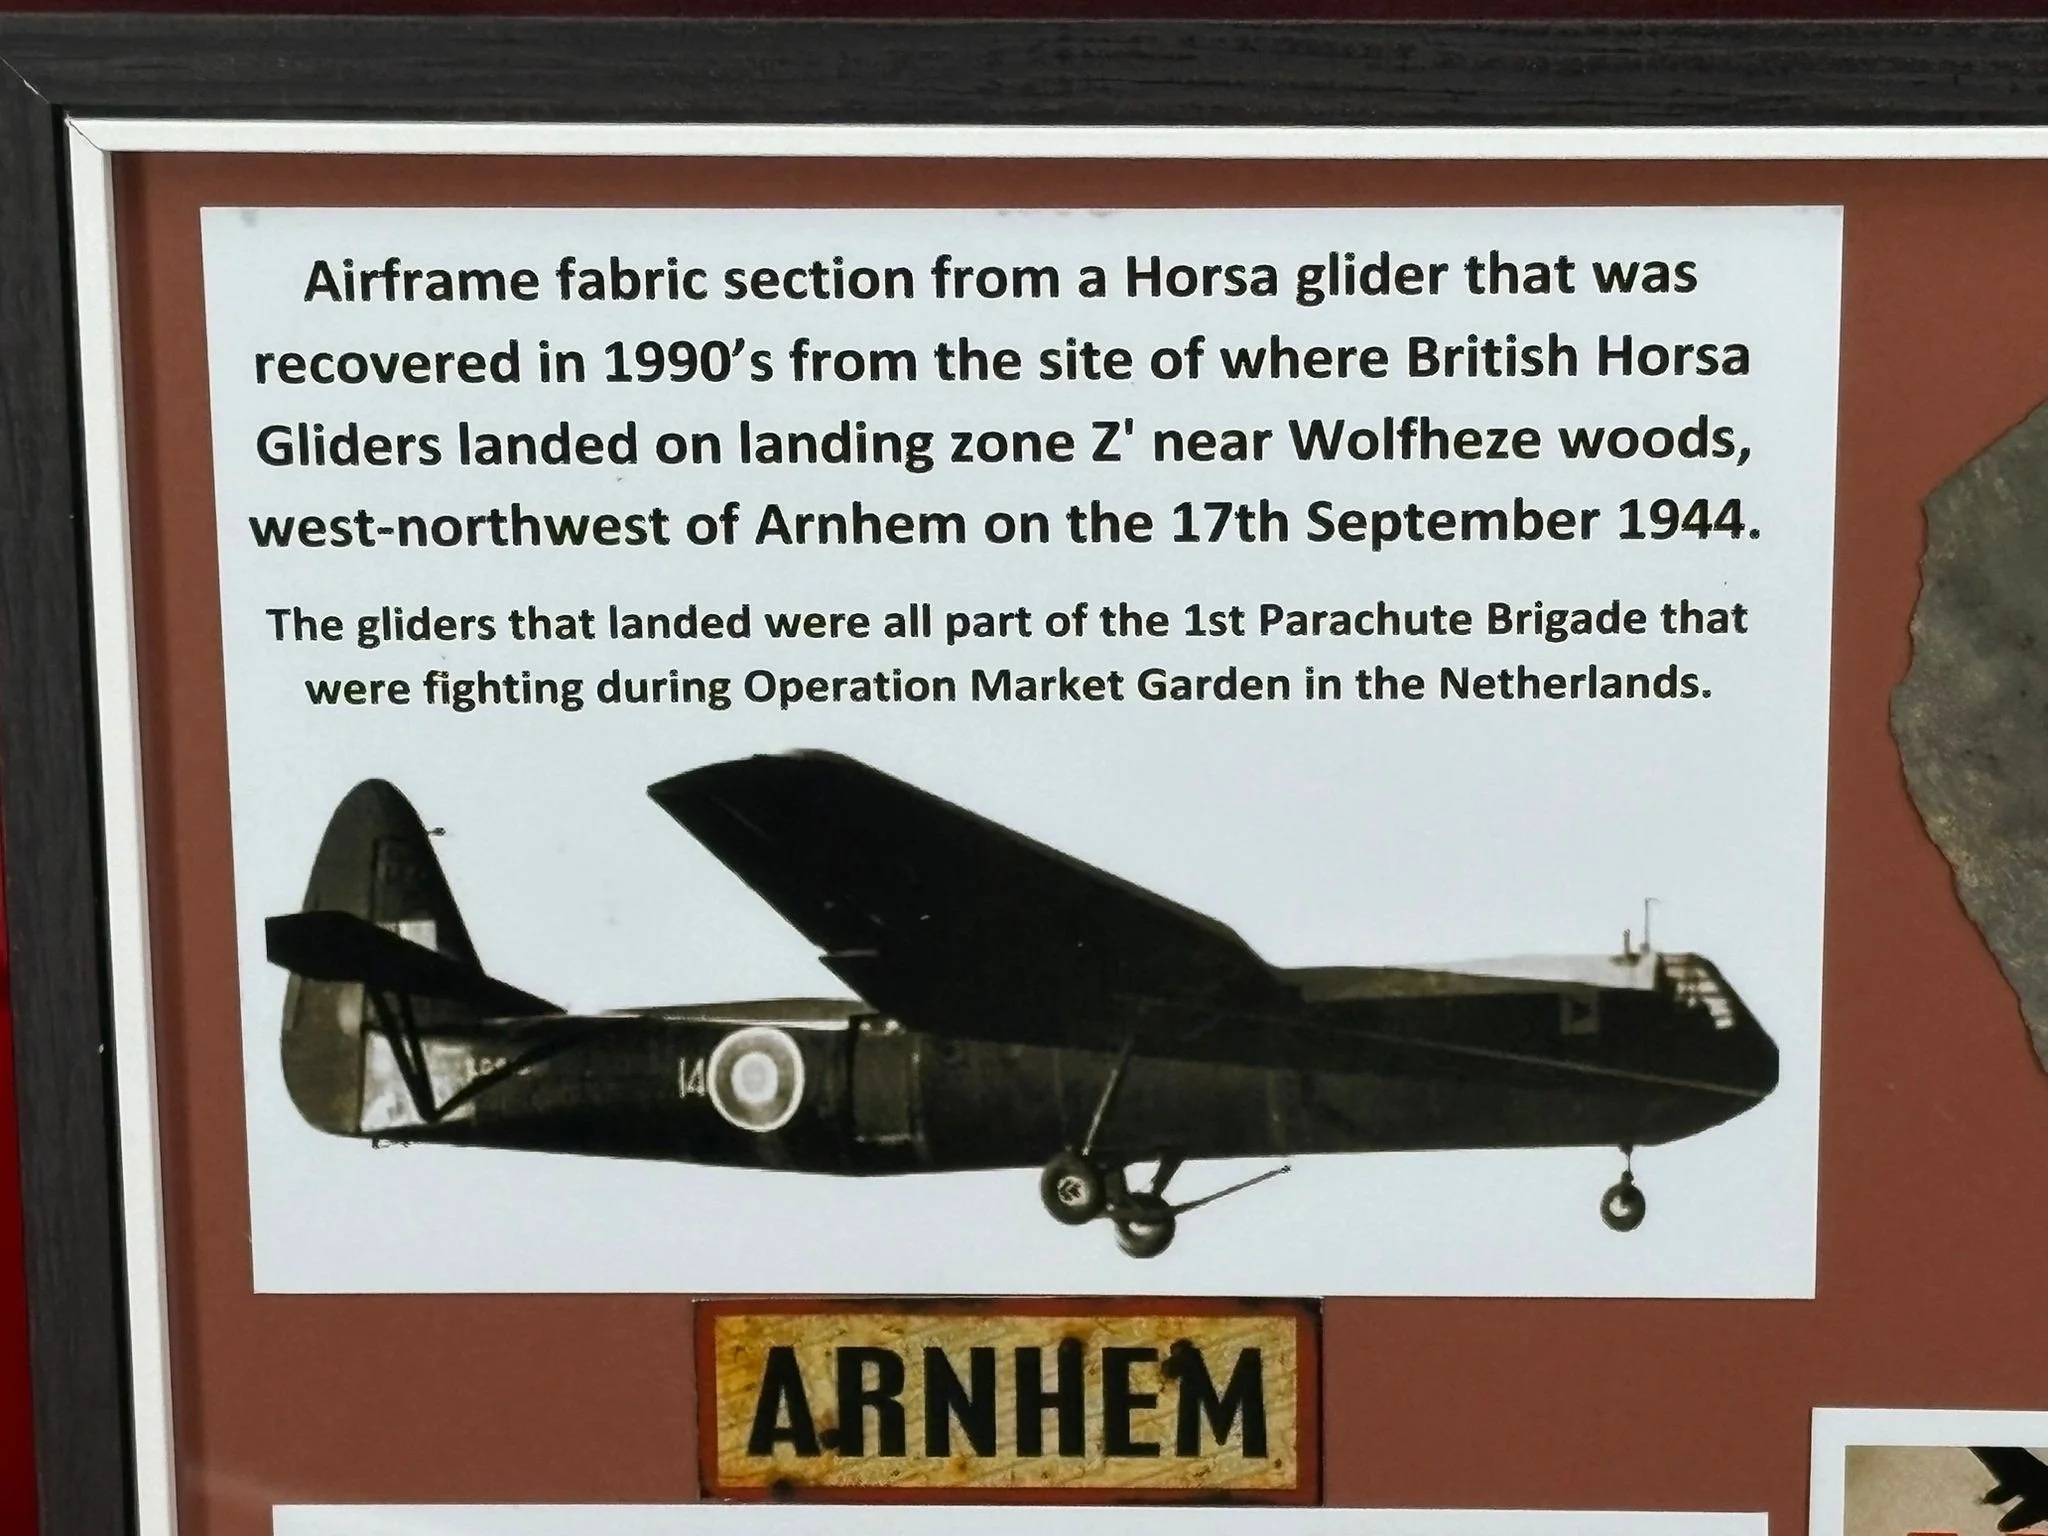 Airframe fabric section from a Horsa glider that was
recovered in 1990’s from the site of where British Horsa
Gliders landed on landing zone Z' near Wolfheze woods,
west-northwest of Arnhem on the 17th September 1944.
The gliders that landed were all part of the 1st Parachute Brigade that
were fighting during Operation Market Garden in the Netherlands.
14
ARNHEM